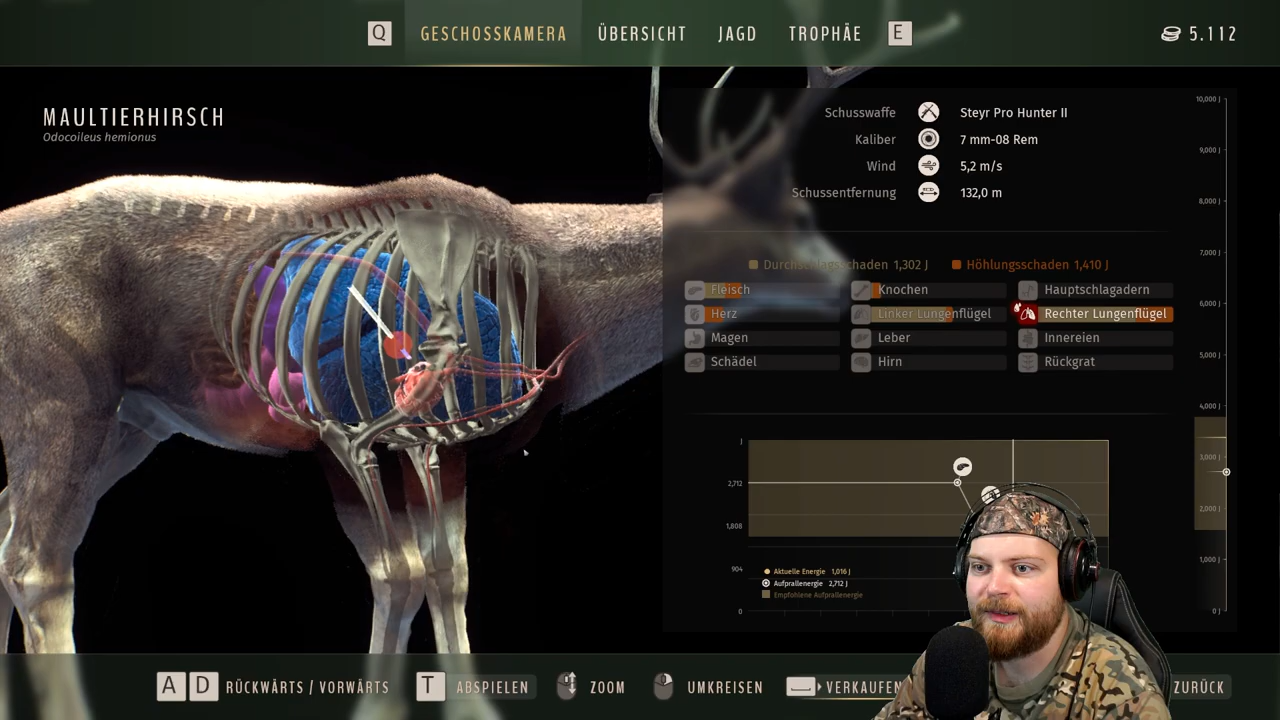 Q GESCHOSSKAMERA ÜBERSICHT JAGD TROPHÄE E 5.112
MAULTIERHIRSCH
Odocoileus hemionus
Schusswaffe Steyr Pro Hunter II
Kaliber 7 mm-08 Rem
Wind 5,2 m/s
Schussentfernung 132,0 m
Durchschlagsschaden 1,302 J Höhlungsschaden 1,410 J
Fleisch Knochen Hauptschlagadern
Herz Linker Lungenflügel Rechter Lungenflügel
Magen Leber Innereien
Schädel Hirn Rückgrat
J
2,712
1,808
904
0
Aktuelle Energie 1,016 J
Aufprallenergie 2,712 J
Empfohlene Aufprallenergie
10,000 J
9,000 J
8,000 J
7,000 J
6,000 J
5,000 J
4,000 J
3,000 J
2,000 J
1,000 J
0 J
A D RÜCKWÄRTS / VORWÄRTS T ABSPIELEN ZOOM UMKREISEN VERKAUFEN ZURÜCK